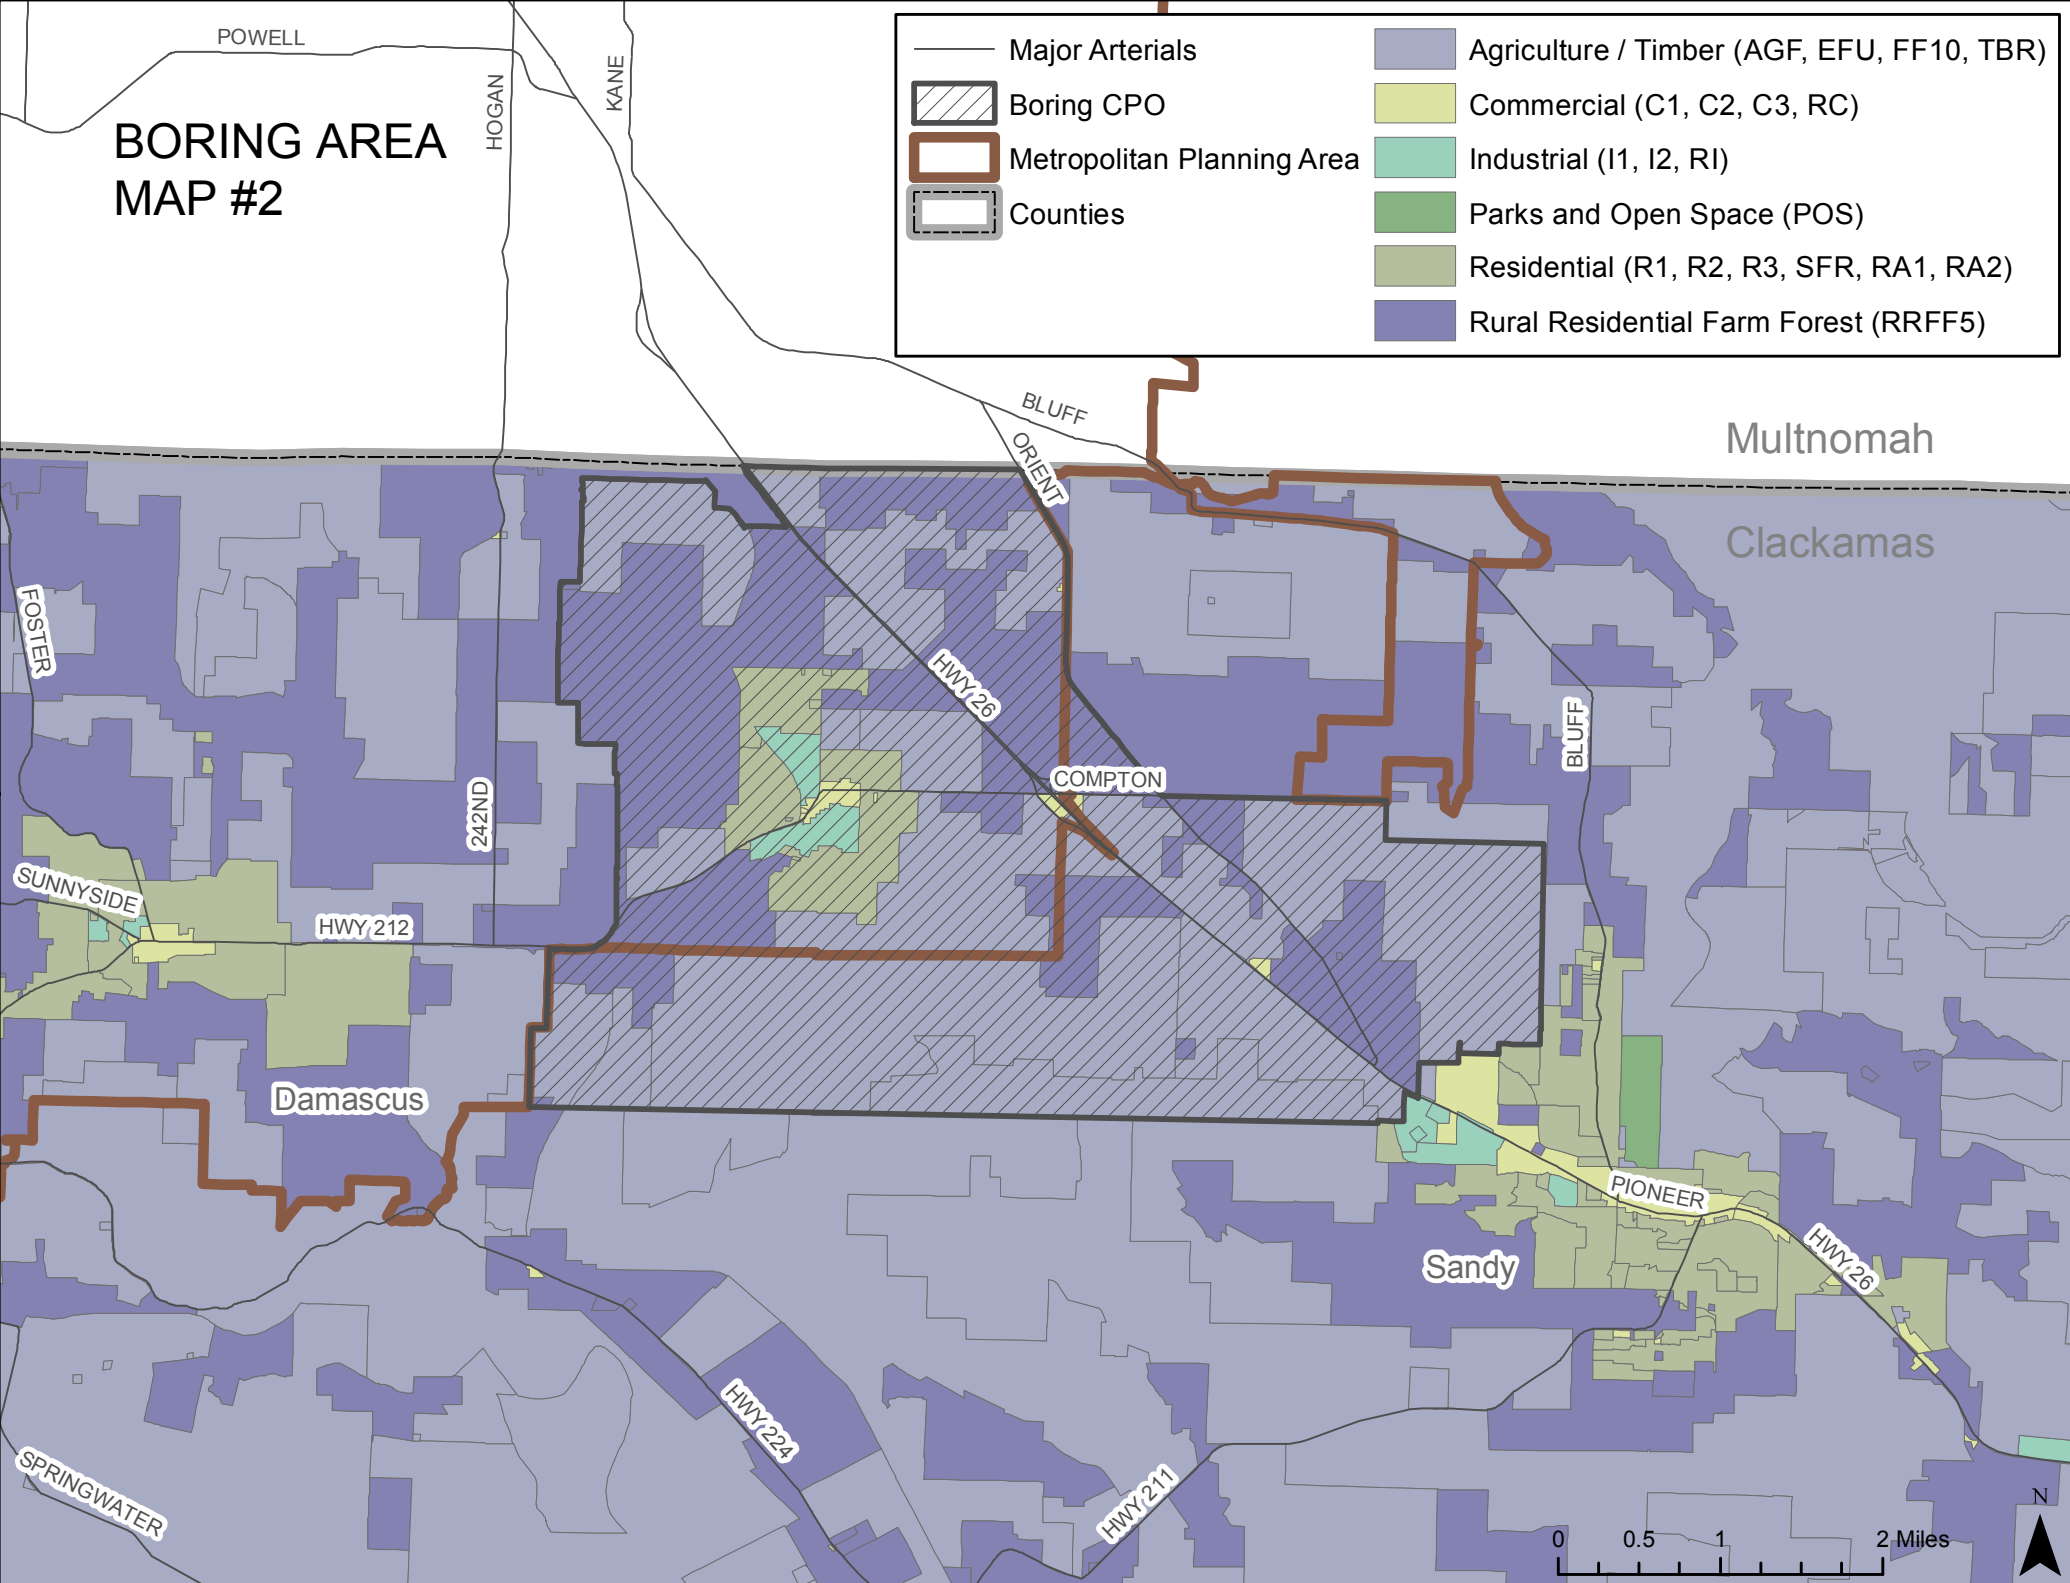 POWELL
HOGAN
KANE
BORING AREA
MAP #2
Major Arterials
Boring CPO
Metropolitan Planning Area
Counties
Agriculture / Timber (AGF, EFU, FF10, TBR)
Commercial (C1, C2, C3, RC)
Industrial (I1, I2, RI)
Parks and Open Space (POS)
Residential (R1, R2, R3, SFR, RA1, RA2)
Rural Residential Farm Forest (RRFF5)
BLUFF
ORIENT
Multnomah
Clackamas
FOSTER
HWY 26
BLUFF
COMPTON
242ND
SUNNYSIDE
HWY 212
Damascus
PIONEER
Sandy
HWY 26
HWY 224
SPRINGWATER
HWY 211
N
0 0.5 1 2 Miles